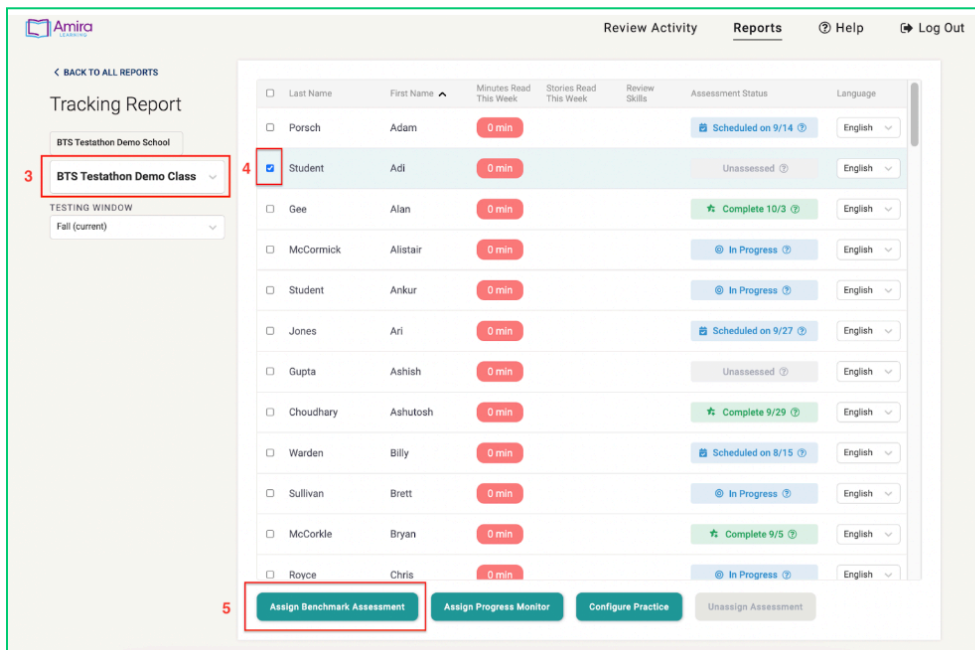 Amira
LEARNING
Review Activity Reports Help Log Out
BACK TO ALL REPORTS
Tracking Report
BTS Testathon Demo School
3 BTS Testathon Demo Class
TESTING WINDOW
Fall (current)
Last Name First Name Minutes Read This Week Stories Read This Week Review Skills Assessment Status Language
Porsch Adam 0 min Scheduled on 9/14 English
4 Student Adi 0 min Unassessed English
Gee Alan 0 min Complete 10/3 English
McCormick Alistair 0 min In Progress English
Student Ankur 0 min In Progress English
Jones Ari 0 min Scheduled on 9/27 English
Gupta Ashish 0 min Unassessed English
Choudhary Ashutosh 0 min Complete 9/29 English
Warden Billy 0 min Scheduled on 8/15 English
Sullivan Brett 0 min In Progress English
McCorkle Bryan 0 min Complete 9/5 English
Royce Chris 0 min In Progress English
5 Assign Benchmark Assessment Assign Progress Monitor Configure Practice Unassign Assessment